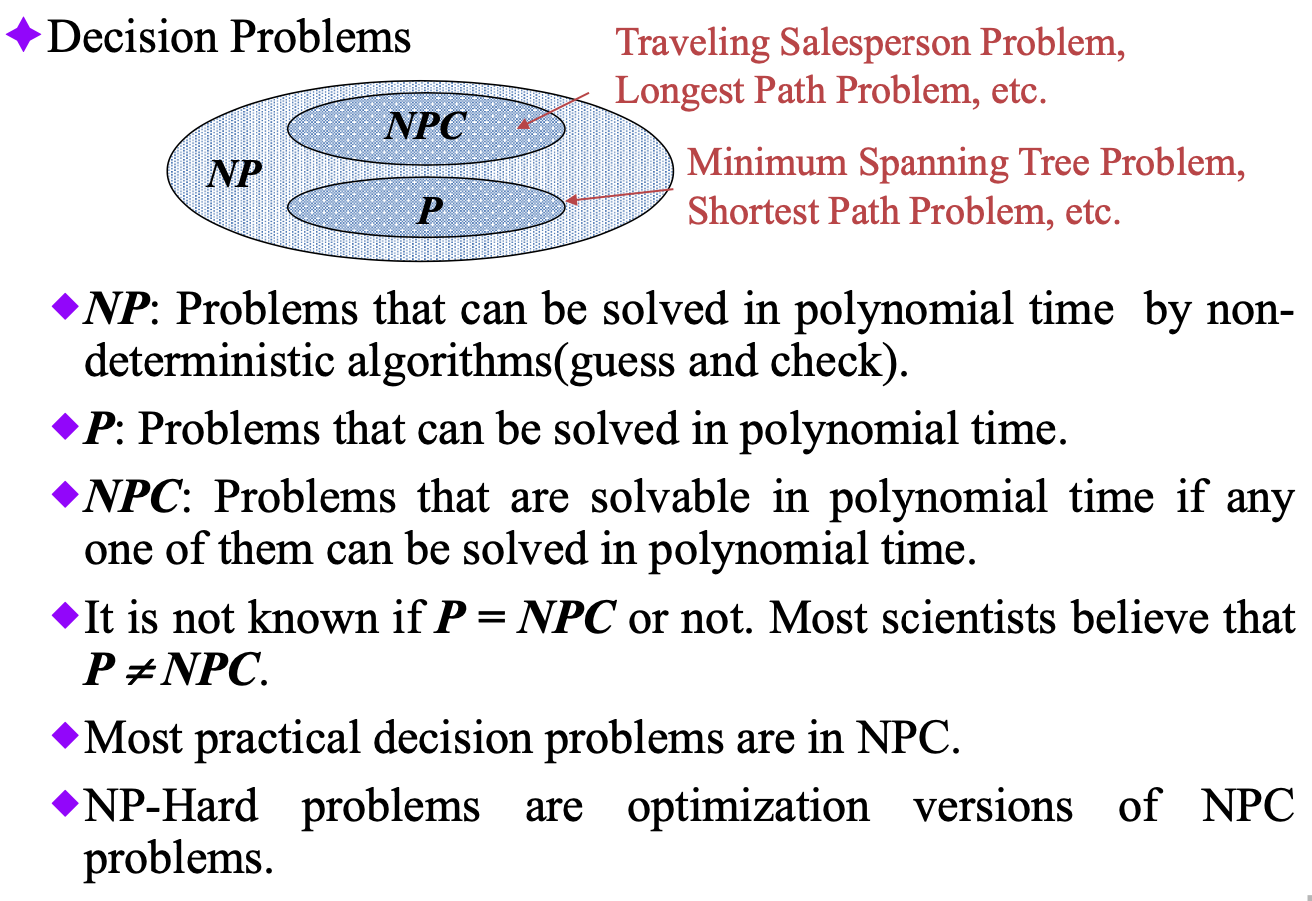 Decision Problems
Traveling Salesperson Problem,
Longest Path Problem, etc.
NPC
NP
Minimum Spanning Tree Problem,
Shortest Path Problem, etc.
P
NP: Problems that can be solved in polynomial time by non-
deterministic algorithms(guess and check).
P: Problems that can be solved in polynomial time.
NPC: Problems that are solvable in polynomial time if any
one of them can be solved in polynomial time.
It is not known if P = NPC or not. Most scientists believe that
P ≠ NPC.
Most practical decision problems are in NPC.
NP-Hard problems are optimization versions of NPC
problems.